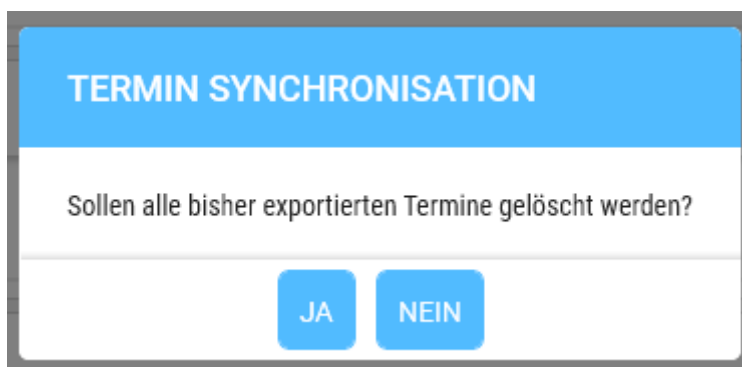 TERMIN SYNCHRONISATION
Sollen alle bisher exportierten Termine gelöscht werden?
JA NEIN